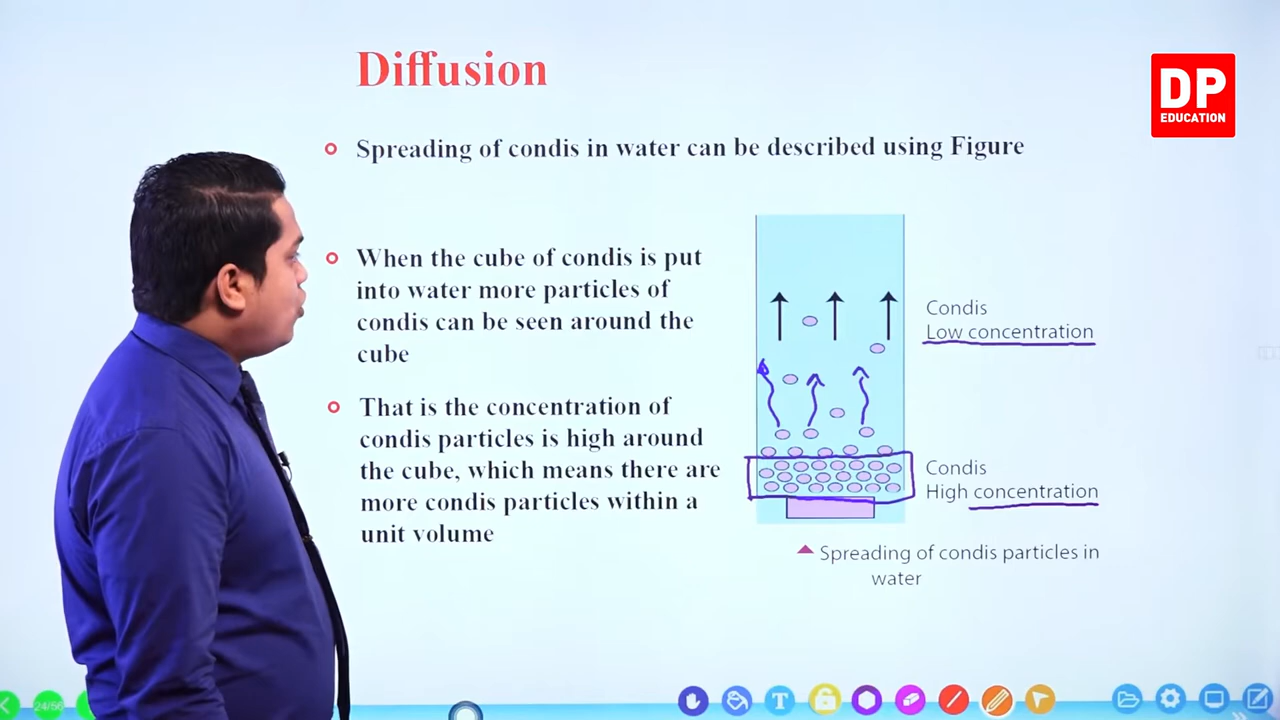 Diffusion
DP
EDUCATION
Spreading of condis in water can be described using Figure
When the cube of condis is put
into water more particles of
condis can be seen around the
cube
That is the concentration of
condis particles is high around
the cube, which means there are
more condis particles within a
unit volume
Condis
Low concentration
Condis
High concentration
Spreading of condis particles in
water
24/56
T